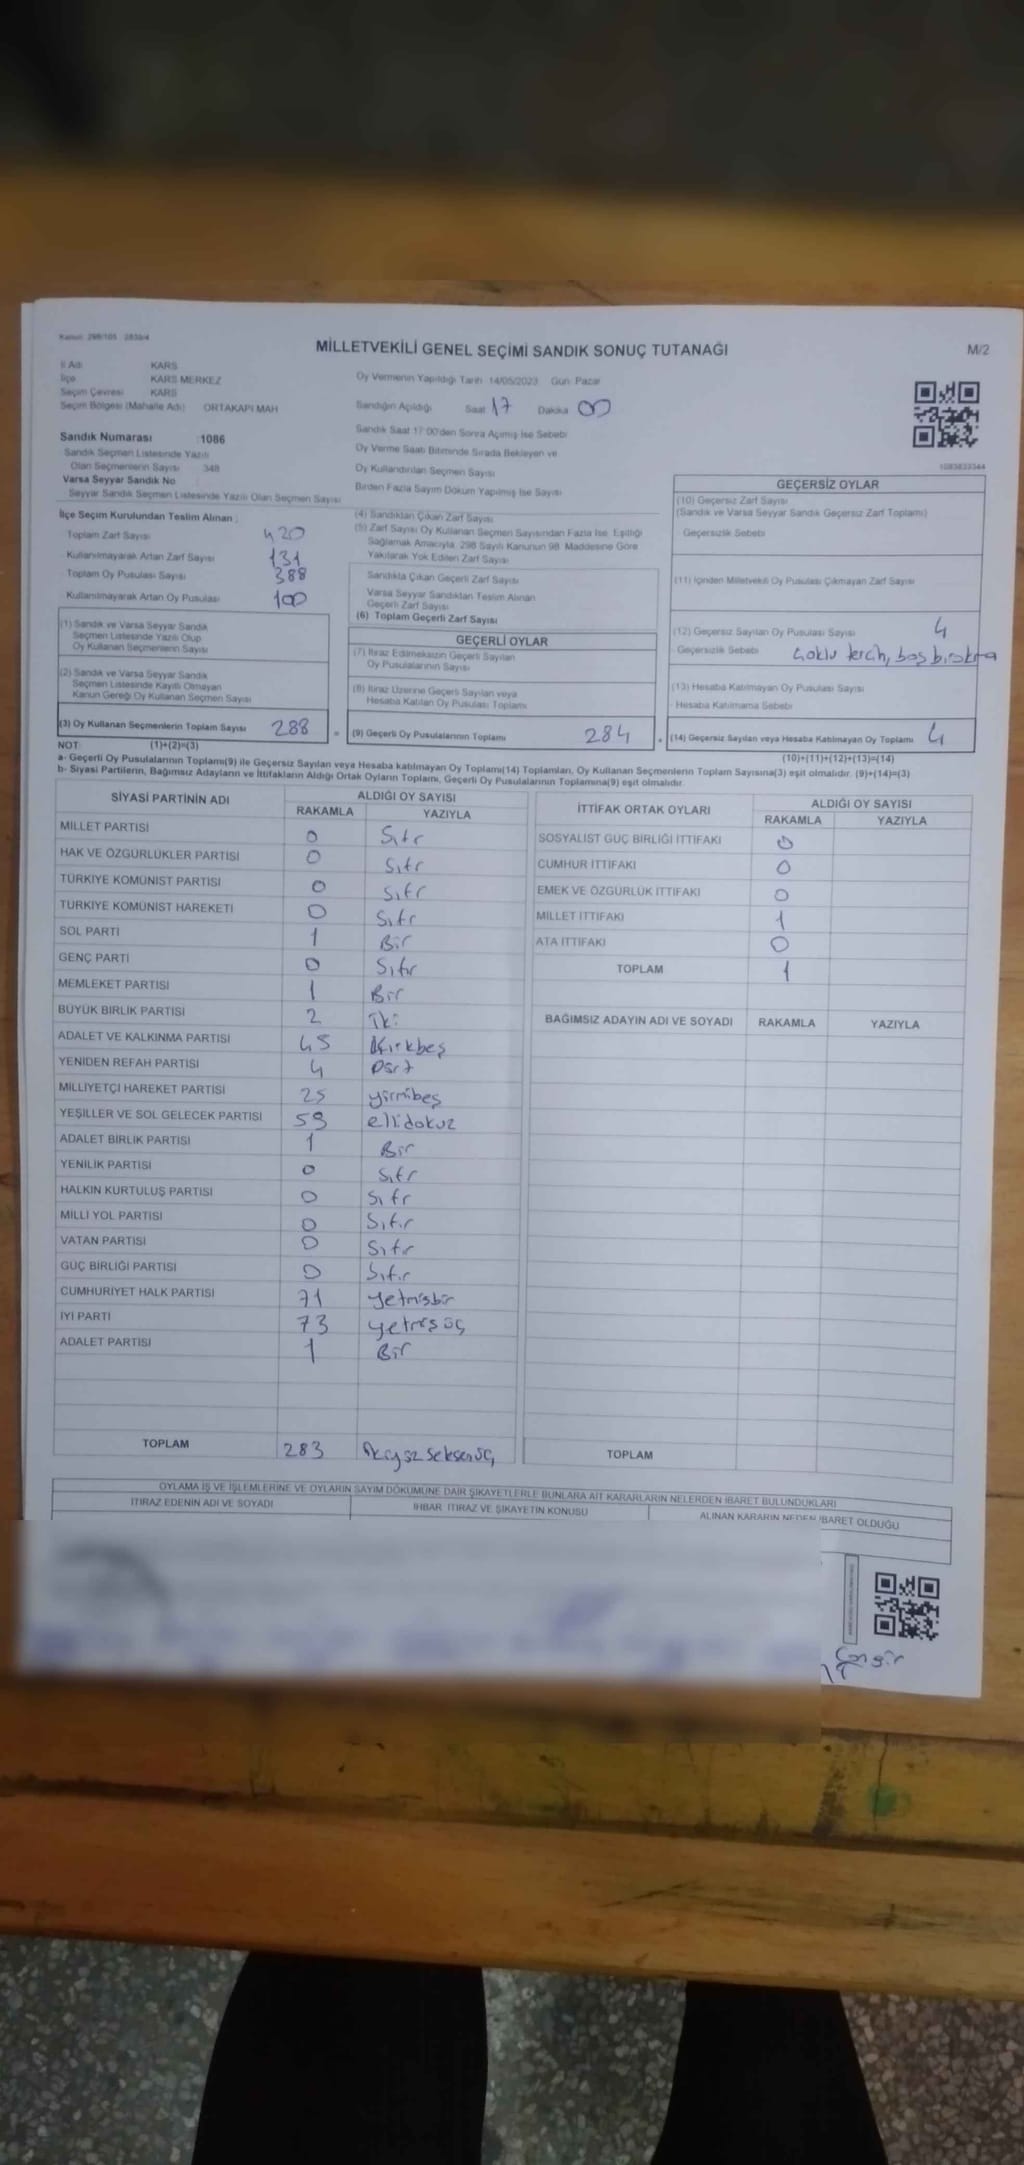 Kanun: 298/105 2839/4
MİLLETVEKİLİ GENEL SEÇİMİ SANDIK SONUÇ TUTANAĞI
M/2
İl Adı KARS
İlçe KARS MERKEZ
Seçim Çevresi KARS
Seçim Bölgesi (Mahalle Adı) ORTAKAPI MAH
Oy Vermenin Yapıldığı Tarih 14/05/2023 Gün: Pazar
Sandığın Açıldığı Saat 17 Dakika 00
Sandık Saat 17:00'den Sonra Açımış İse Sebebi
Oy Verme Saati Bitiminde Sırada Bekleyen ve
Oy Kullandırılan Seçmen Sayısı
Birden Fazla Sayım Döküm Yapılmış İse Sayısı
1083833344
Sandık Numarası :1086
Sandık Seçmen Listesinde Yazılı
Olan Seçmenlerin Sayısı 348
Varsa Seyyar Sandık No
Seyyar Sandık Seçmen Listesinde Yazılı Olan Seçmen Sayısı
İlçe Seçim Kurulundan Teslim Alınan :
Toplam Zarf Sayısı 420
Kullanılmayarak Artan Zarf Sayısı 131
Toplam Oy Pusulası Sayısı 388
Kullanılmayarak Artan Oy Pusulası 100
(1) Sandık ve Varsa Seyyar Sandık
Seçmen Listesinde Yazılı Olup
Oy Kullanan Seçmenlerin Sayısı
(2) Sandık ve Varsa Seyyar Sandık
Seçmen Listesinde Kayıtlı Olmayan
Kanun Gereği Oy Kullanan Seçmen Sayısı
(3) Oy Kullanan Seçmenlerin Toplam Sayısı 288 =
(4) Sandıktan Çıkan Zarf Sayısı
(5) Zarf Sayısı Oy Kullanan Seçmen Sayısından Fazla İse, Eşitliği
Sağlamak Amacıyla, 298 Sayılı Kanunun 98. Maddesine Göre
Yakılarak Yok Edilen Zarf Sayısı
Sandıkta Çıkan Geçerli Zarf Sayısı
Varsa Seyyar Sandıktan Teslim Alınan
Geçerli Zarf Sayısı
(6) Toplam Geçerli Zarf Sayısı
GEÇERLİ OYLAR
(7) İtiraz Edilmeksizin Geçerli Sayılan
Oy Pusulalarının Sayısı
(8) İtiraz Üzerine Geçerli Sayılan veya
Hesaba Katılan Oy Pusulası Toplamı
(9) Geçerli Oy Pusulalarının Toplamı 284 +
GEÇERSİZ OYLAR
(10) Geçersiz Zarf Sayısı
(Sandık ve Varsa Seyyar Sandık Geçersiz Zarf Toplamı)
Geçersizlik Sebebi
(11) İçinden Milletvekili Oy Pusulası Çıkmayan Zarf Sayısı
(12) Geçersiz Sayılan Oy Pusulası Sayısı 4
Geçersizlik Sebebi çoklu tercih, boş bırakma
(13) Hesaba Katılmayan Oy Pusulası Sayısı
Hesaba Katılmama Sebebi
(14) Geçersiz Sayılan veya Hesaba Katılmayan Oy Toplamı 4
NOT: (1)+(2)=(3)
(10)+(11)+(12)+(13)=(14)
a- Geçerli Oy Pusulalarının Toplamı(9) ile Geçersiz Sayılan veya Hesaba katılmayan Oy Toplamı(14) Toplamları, Oy Kullanan Seçmenlerin Toplam Sayısına(3) eşit olmalıdır. (9)+(14)=(3)
b- Siyasi Partilerin, Bağımsız Adayların ve İttifakların Aldığı Ortak Oyların Toplamı, Geçerli Oy Pusulalarının Toplamına(9) eşit olmalıdır.
SİYASİ PARTİNİN ADI ALDIĞI OY SAYISI
RAKAMLA YAZIYLA
MİLLET PARTİSİ 0 Sıfr
HAK VE ÖZGÜRLÜKLER PARTİSİ 0 Sıfr
TÜRKİYE KOMÜNİST PARTİSİ 0 Sıfr
TÜRKİYE KOMÜNİST HAREKETİ 0 Sıfr
SOL PARTİ 1 Bir
GENÇ PARTİ 0 Sıfır
MEMLEKET PARTİSİ 1 Bir
BÜYÜK BİRLİK PARTİSİ 2 İki
ADALET VE KALKINMA PARTİSİ 45 Kırkbeş
YENİDEN REFAH PARTİSİ 4 Dört
MİLLİYETÇİ HAREKET PARTİSİ 25 yirmibeş
YEŞİLLER VE SOL GELECEK PARTİSİ 59 ellidokuz
ADALET BİRLİK PARTİSİ 1 Bir
YENİLİK PARTİSİ 0 Sıfr
HALKIN KURTULUŞ PARTİSİ 0 Sıfr
MİLLİ YOL PARTİSİ 0 Sıfır
VATAN PARTİSİ 0 Sıfr
GÜÇ BİRLİĞİ PARTİSİ 0 Sıfır
CUMHURİYET HALK PARTİSİ 71 yetmişbir
İYİ PARTİ 73 yetmişüç
ADALET PARTİSİ 1 Bir
TOPLAM 283 ikiyüz seksenüç
İTTİFAK ORTAK OYLARI ALDIĞI OY SAYISI
RAKAMLA YAZIYLA
SOSYALİST GÜÇ BİRLİĞİ İTTİFAKI 0
CUMHUR İTTİFAKI 0
EMEK VE ÖZGÜRLÜK İTTİFAKI 0
MİLLET İTTİFAKI 1
ATA İTTİFAKI 0
TOPLAM 1
BAĞIMSIZ ADAYIN ADI VE SOYADI RAKAMLA YAZIYLA
TOPLAM
OYLAMA İŞ VE İŞLEMLERİNE VE OYLARIN SAYIM DÖKÜMÜNE DAİR ŞİKAYETLERLE BUNLARA AİT KARARLARIN NELERDEN İBARET BULUNDUKLARI
İTİRAZ EDENİN ADI VE SOYADI İHBAR, İTİRAZ VE ŞİKAYETİN KONUSU ALINAN KARARIN NEDEN İBARET OLDUĞU